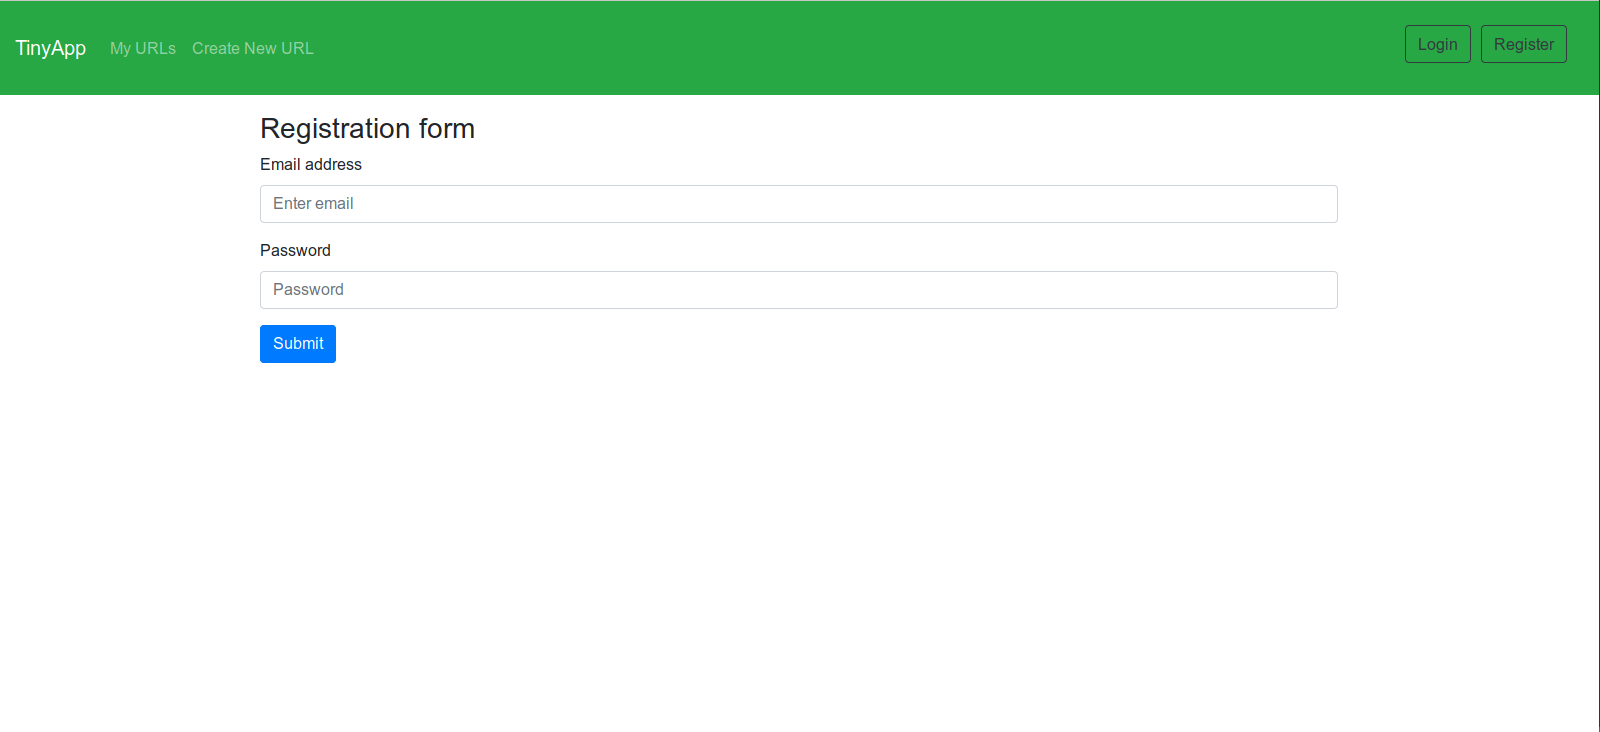 TinyApp My URLs Create New URL Login Register
Registration form
Email address
Enter email
Password
Password
Submit